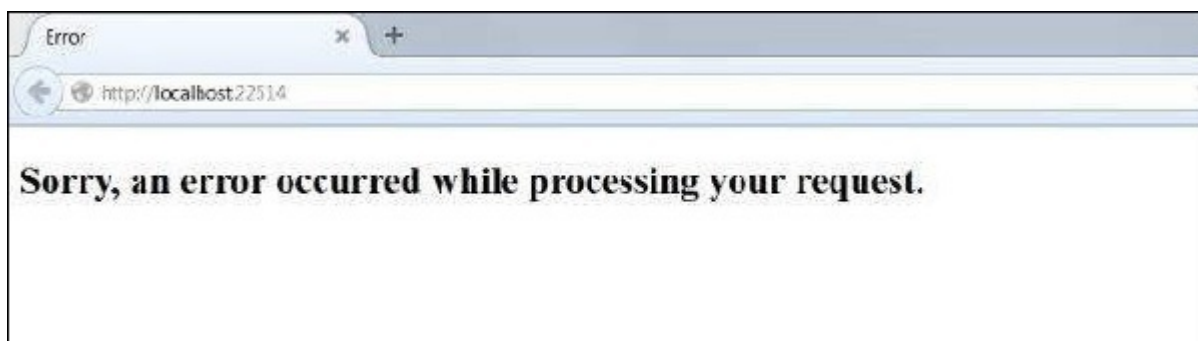 Error
http://localhost:22514
Sorry, an error occurred while processing your request.